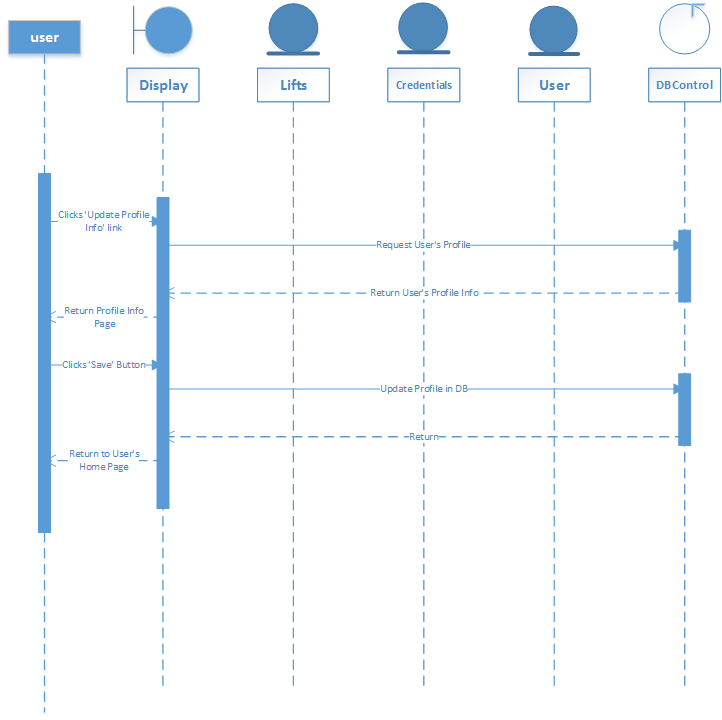 user
Display
Lifts
Credentials
User
DBControl
Clicks 'Update Profile
Info' link
Request User's Profile
Return User's Profile Info
Return Profile Info
Page
Clicks 'Save' Button
Update Profile in DB
Return
Return to User's
Home Page